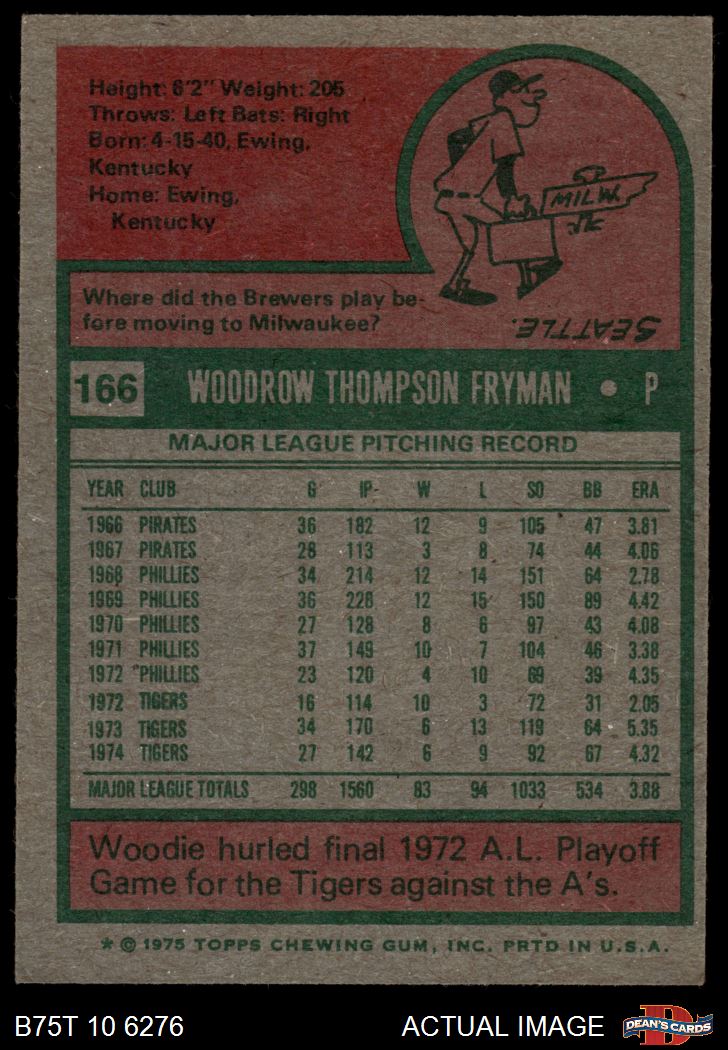 Height: 6'2" Weight: 205
Throws: Left Bats: Right
Born: 4-15-40, Ewing,
Kentucky
Home: Ewing,
Kentucky
MILW.
Where did the Brewers play be-
fore moving to Milwaukee?
SEATTLE.
166 WOODROW THOMPSON FRYMAN • P
MAJOR LEAGUE PITCHING RECORD
YEAR CLUB G IP W L SO BB ERA
1966 PIRATES 36 182 12 9 105 47 3.81
1967 PIRATES 28 113 3 8 74 44 4.06
1968 PHILLIES 34 214 12 14 151 64 2.78
1969 PHILLIES 36 228 12 15 150 89 4.42
1970 PHILLIES 27 128 8 6 97 43 4.08
1971 PHILLIES 37 149 10 7 104 46 3.38
1972 PHILLIES 23 120 4 10 69 39 4.35
1972 TIGERS 16 114 10 3 72 31 2.05
1973 TIGERS 34 170 6 13 119 64 5.35
1974 TIGERS 27 142 6 9 92 67 4.32
MAJOR LEAGUE TOTALS 298 1560 83 94 1033 534 3.88
Woodie hurled final 1972 A.L. Playoff
Game for the Tigers against the A's.
* © 1975 TOPPS CHEWING GUM, INC. PRTD IN U.S.A.
B75T 10 6276 ACTUAL IMAGE DEAN'S CARDS